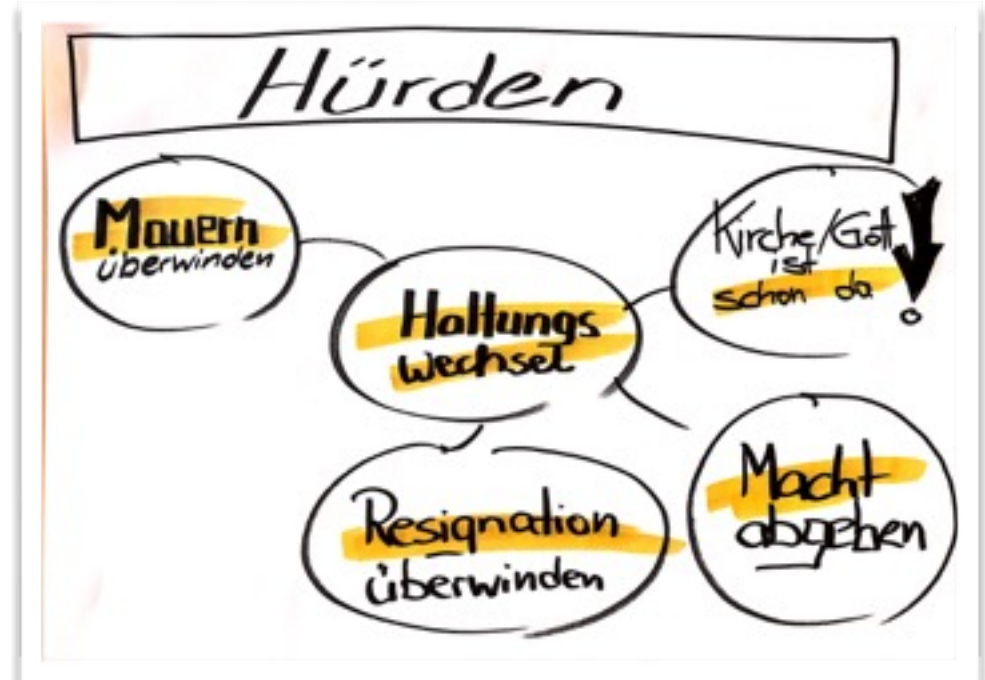 Hürden
Mauern
überwinden
Kirche/Gott
ist
schon da
!
Haltungs
wechsel
Resignation
überwinden
Macht
abgeben